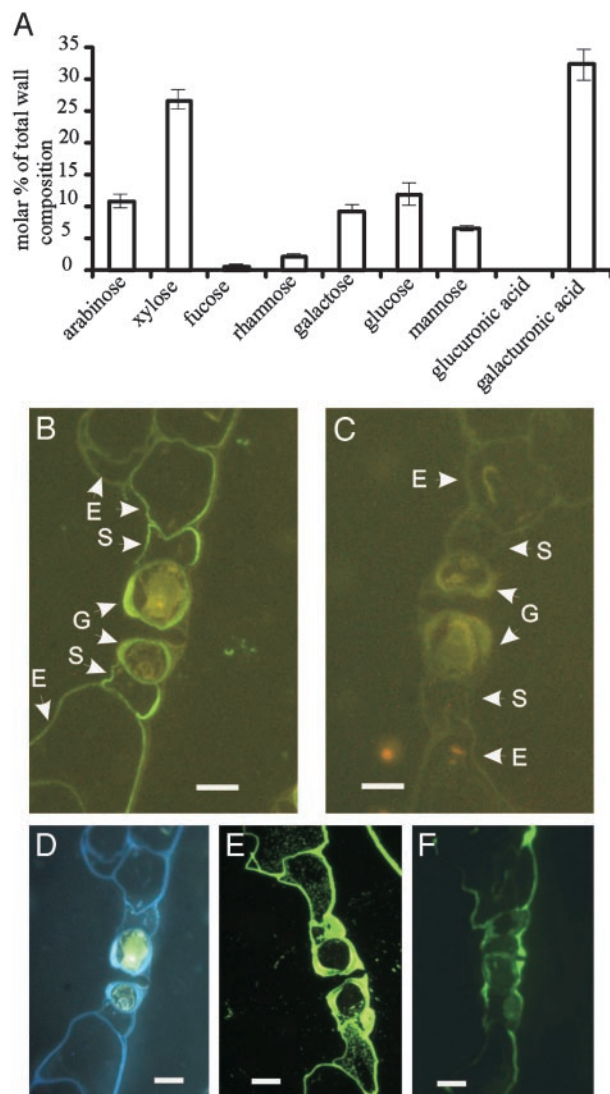 A
molar % of total wall
composition
35
30
25
20
15
10
5
0
arabinose
xylose
fucose
rhamnose
galactose
glucose
mannose
glucuronic acid
galacturonic acid
B
E
S
G
S
E
C
E
S
G
S
E
D
E
F